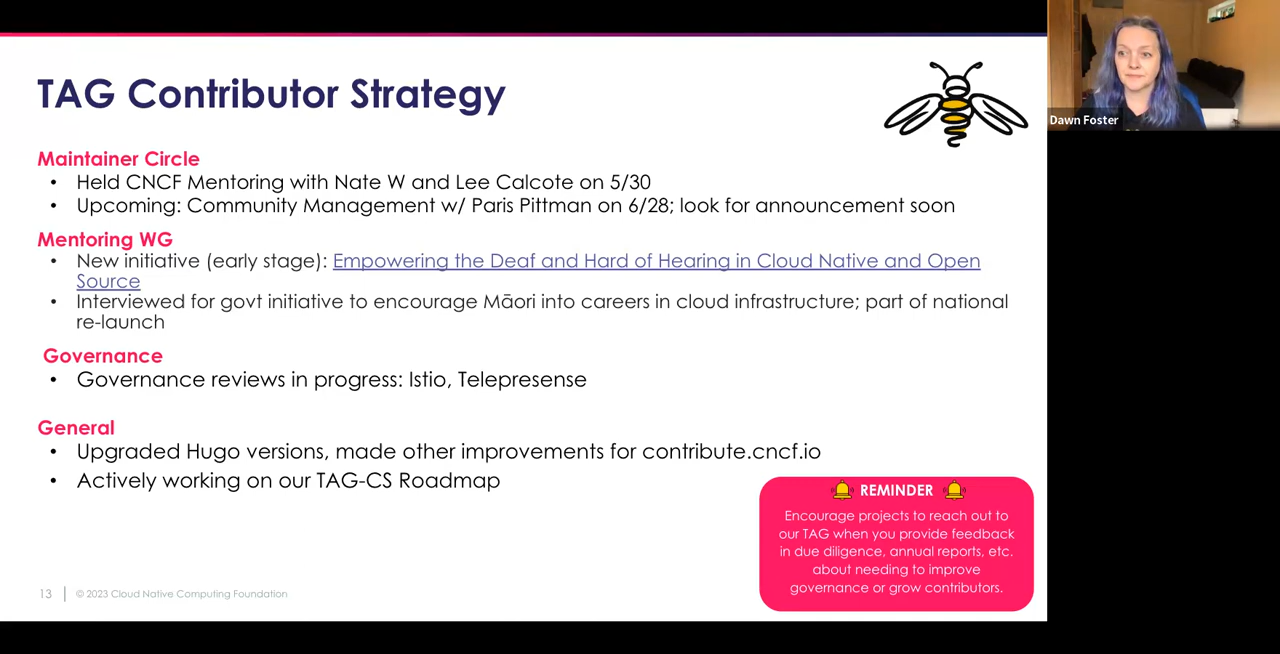 TAG Contributor Strategy
Dawn Foster
Maintainer Circle
• Held CNCF Mentoring with Nate W and Lee Calcote on 5/30
• Upcoming: Community Management w/ Paris Pittman on 6/28; look for announcement soon
Mentoring WG
• New initiative (early stage): Empowering the Deaf and Hard of Hearing in Cloud Native and Open
Source
• Interviewed for govt initiative to encourage Māori into careers in cloud infrastructure; part of national
re-launch
Governance
• Governance reviews in progress: Istio, Telepresense
General
• Upgraded Hugo versions, made other improvements for contribute.cncf.io
• Actively working on our TAG-CS Roadmap
REMINDER
Encourage projects to reach out to
our TAG when you provide feedback
in due diligence, annual reports, etc.
about needing to improve
governance or grow contributors.
13
© 2023 Cloud Native Computing Foundation